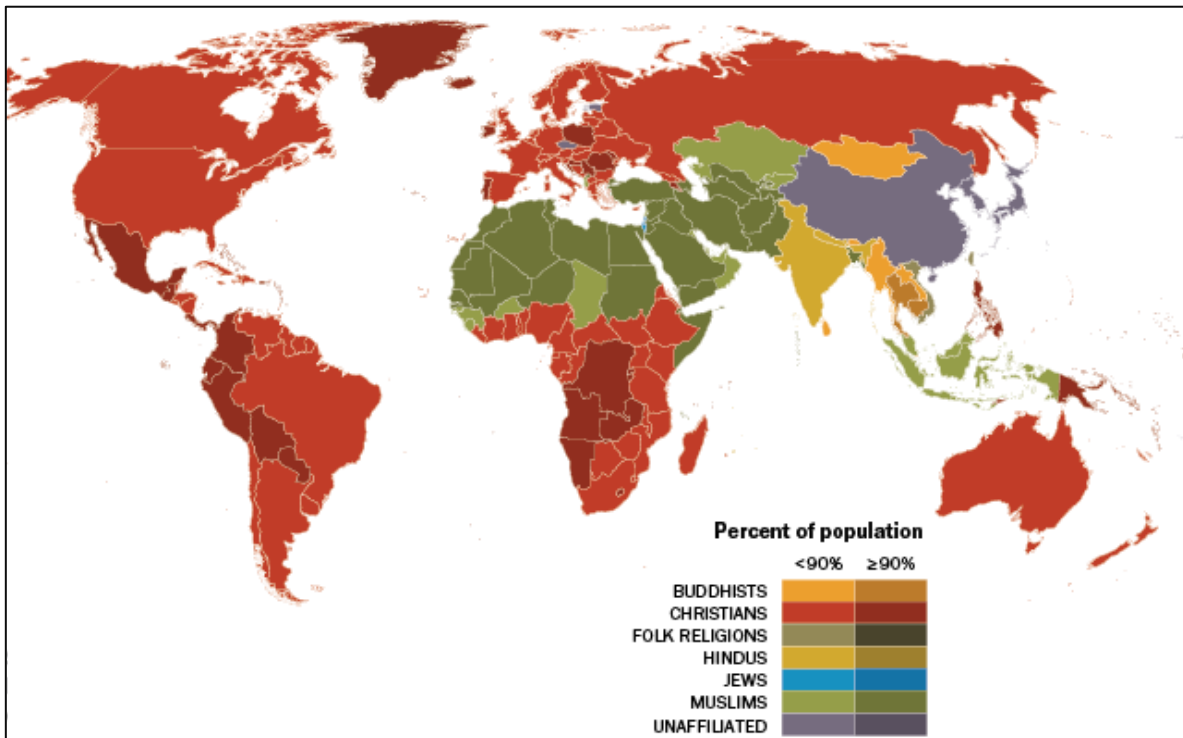 Percent of population
<90% ≥90%
BUDDHISTS
CHRISTIANS
FOLK RELIGIONS
HINDUS
JEWS
MUSLIMS
UNAFFILIATED